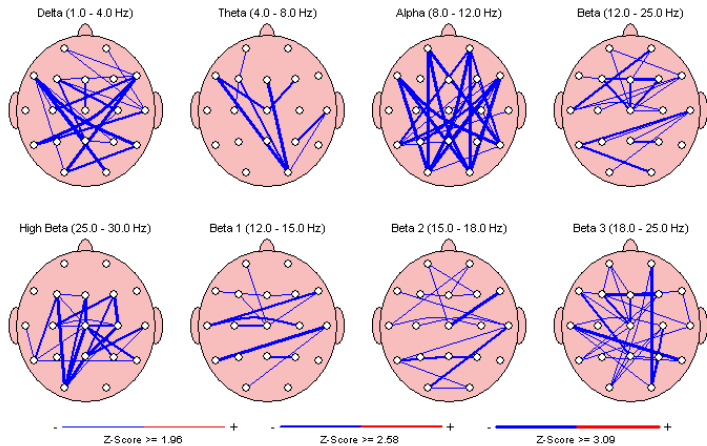 Delta (1.0 - 4.0 Hz) Theta (4.0 - 8.0 Hz) Alpha (8.0 - 12.0 Hz) Beta (12.0 - 25.0 Hz)
High Beta (25.0 - 30.0 Hz) Beta 1 (12.0 - 15.0 Hz) Beta 2 (15.0 - 18.0 Hz) Beta 3 (18.0 - 25.0 Hz)
- + - + - +
Z-Score >= 1.96 Z-Score >= 2.58 Z-Score >= 3.09